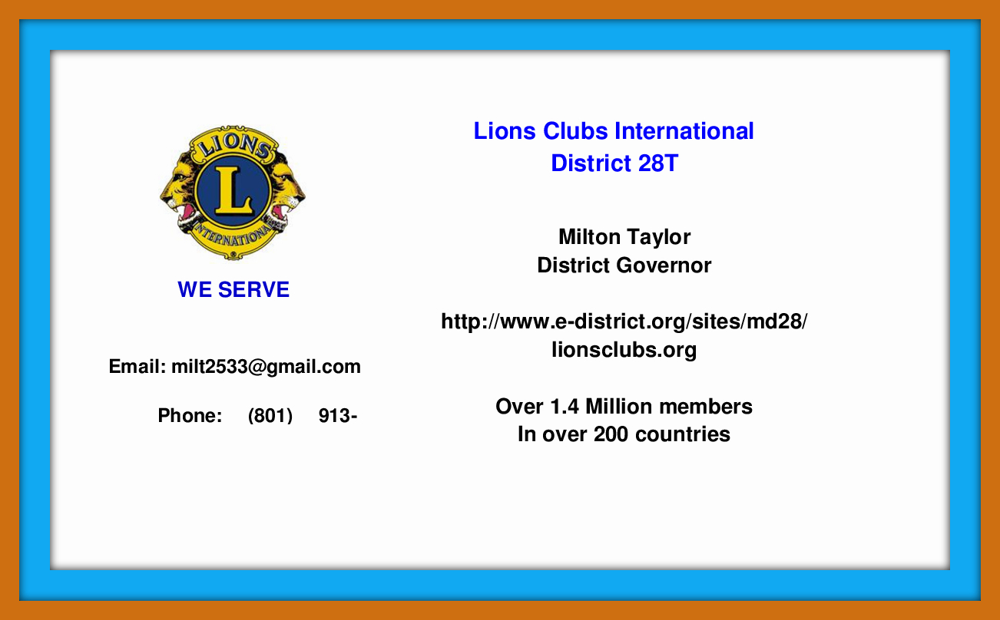 LIONS
L
INTERNATIONAL
®
WE SERVE
Email: milt2533@gmail.com
Phone: (801) 913-
Lions Clubs International
District 28T
Milton Taylor
District Governor
http://www.e-district.org/sites/md28/
lionsclubs.org
Over 1.4 Million members
In over 200 countries